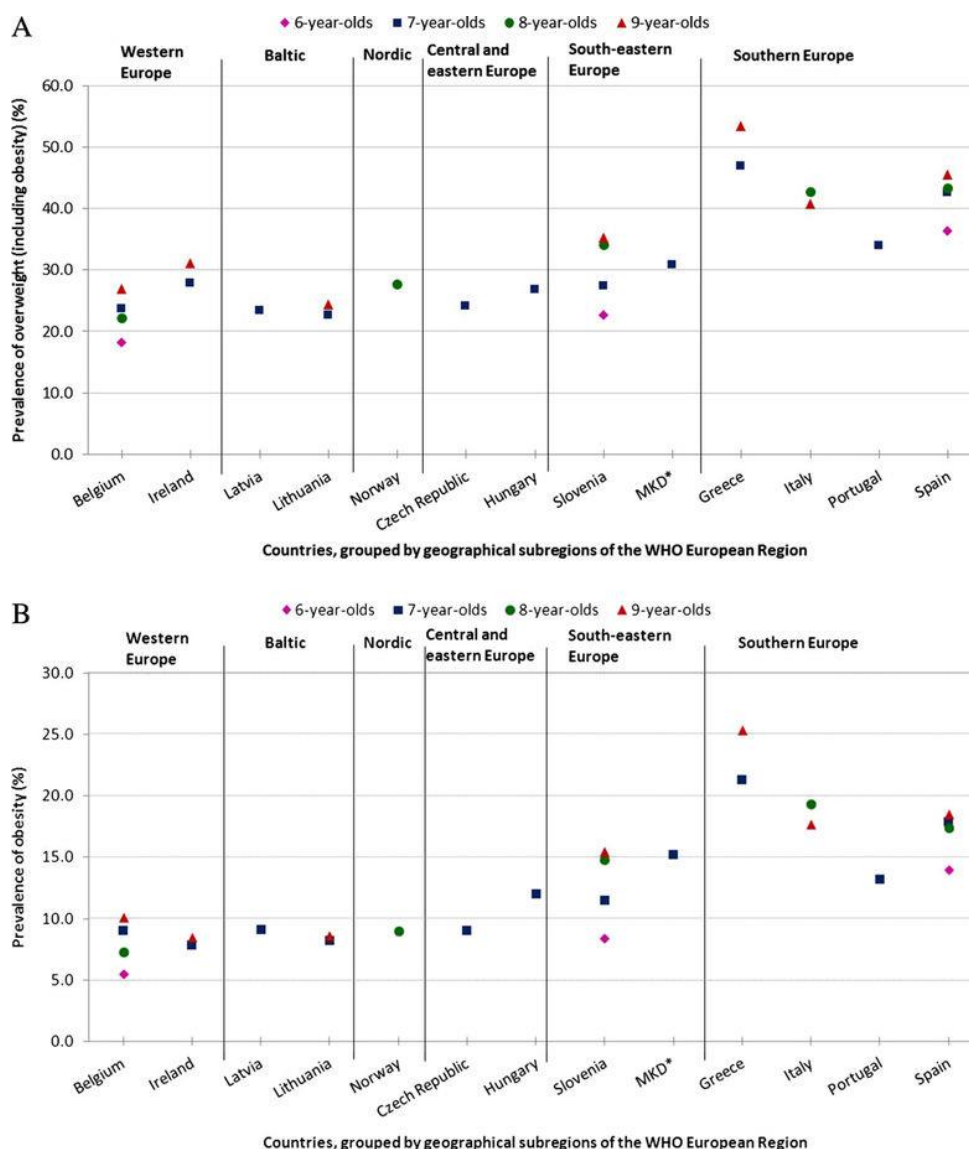 A
6-year-olds 7-year-olds 8-year-olds 9-year-olds
Western
Europe
Baltic
Nordic
Central and
eastern Europe
South-eastern
Europe
Southern Europe
Prevalence of overweight (including obesity) (%)
60.0
50.0
40.0
30.0
20.0
10.0
0.0
Belgium
Ireland
Latvia
Lithuania
Norway
Czech Republic
Hungary
Slovenia
MKD*
Greece
Italy
Portugal
Spain
Countries, grouped by geographical subregions of the WHO European Region
B
6-year-olds 7-year-olds 8-year-olds 9-year-olds
Western
Europe
Baltic
Nordic
Central and
eastern Europe
South-eastern
Europe
Southern Europe
Prevalence of obesity (%)
30.0
25.0
20.0
15.0
10.0
5.0
0.0
Belgium
Ireland
Latvia
Lithuania
Norway
Czech Republic
Hungary
Slovenia
MKD*
Greece
Italy
Portugal
Spain
Countries, grouped by geographical subregions of the WHO European Region